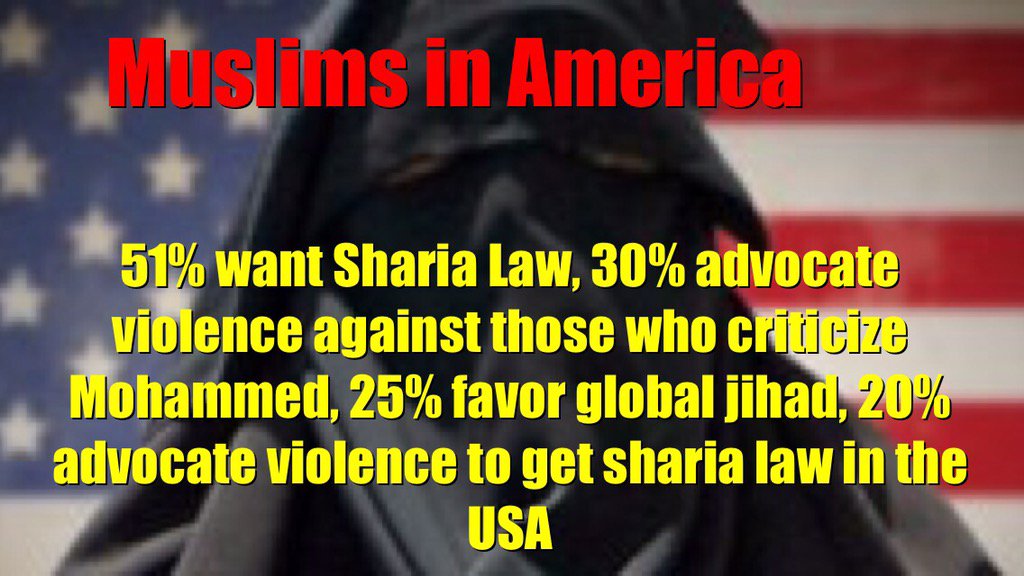 Muslims in America
51% want Sharia Law, 30% advocate
violence against those who criticize
Mohammed, 25% favor global jihad, 20%
advocate violence to get sharia law in the
USA